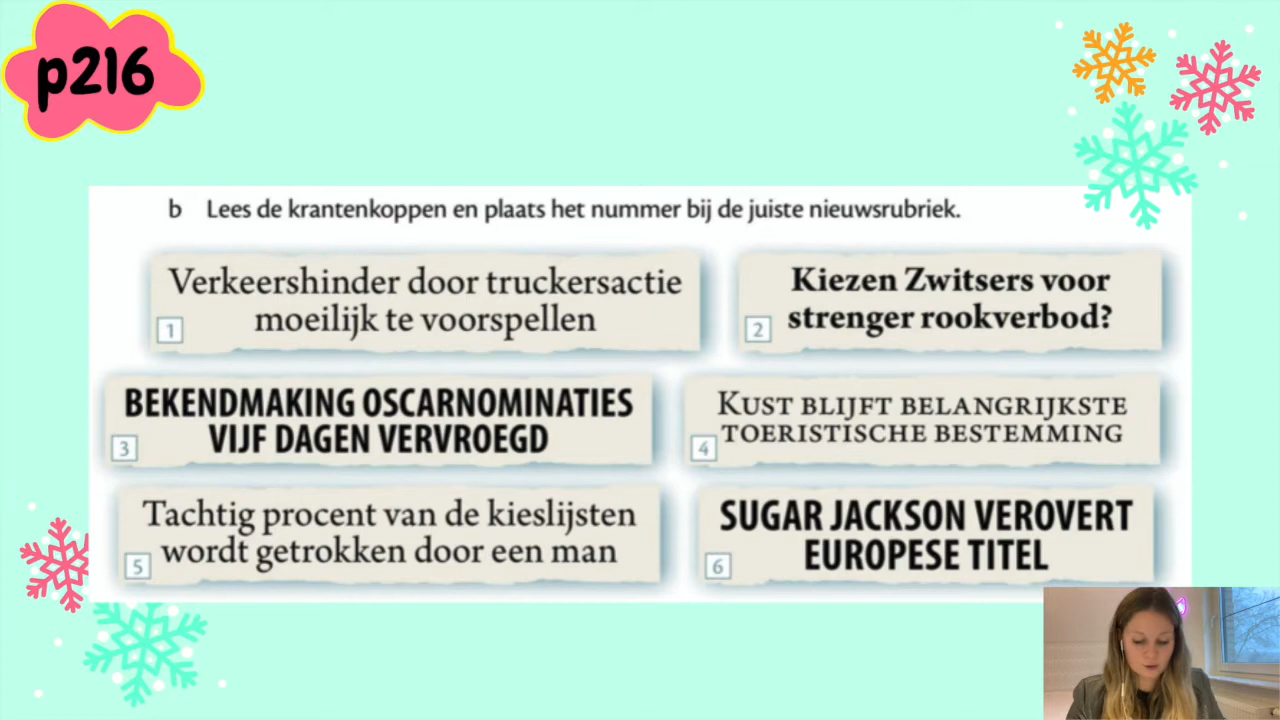 p216
b Lees de krantenkoppen en plaats het nummer bij de juiste nieuwsrubriek.
Verkeershinder door truckersactie
moeilijk te voorspellen
1
Kiezen Zwitsers voor
strenger rookverbod?
2
BEKENDMAKING OSCARNOMINATIES
VIJF DAGEN VERVROEGD
3
KUST BLIJFT BELANGRIJKSTE
TOERISTISCHE BESTEMMING
4
Tachtig procent van de kieslijsten
wordt getrokken door een man
5
SUGAR JACKSON VEROVERT
EUROPESE TITEL
6